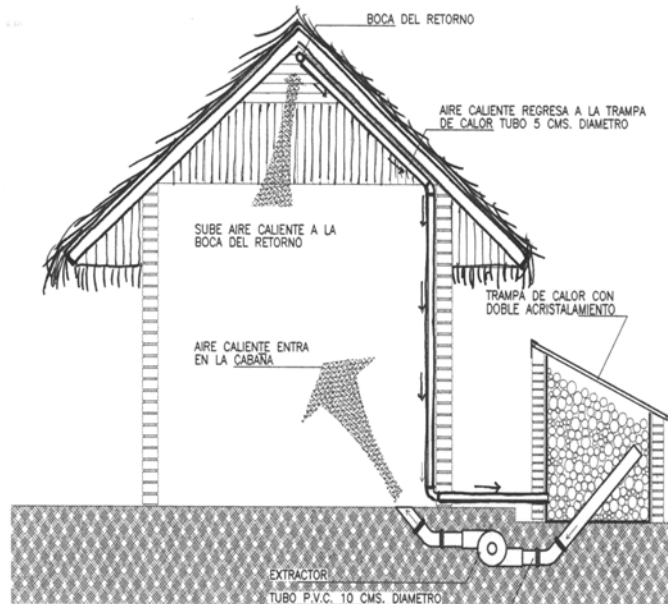 BOCA DEL RETORNO
AIRE CALIENTE REGRESA A LA TRAMPA
DE CALOR TUBO 5 CMS. DIAMETRO
SUBE AIRE CALIENTE A LA
BOCA DEL RETORNO
TRAMPA DE CALOR CON
DOBLE ACRISTALAMIENTO
AIRE CALIENTE ENTRA
EN LA CABAÑA
EXTRACTOR
TUBO P.V.C. 10 CMS. DIAMETRO